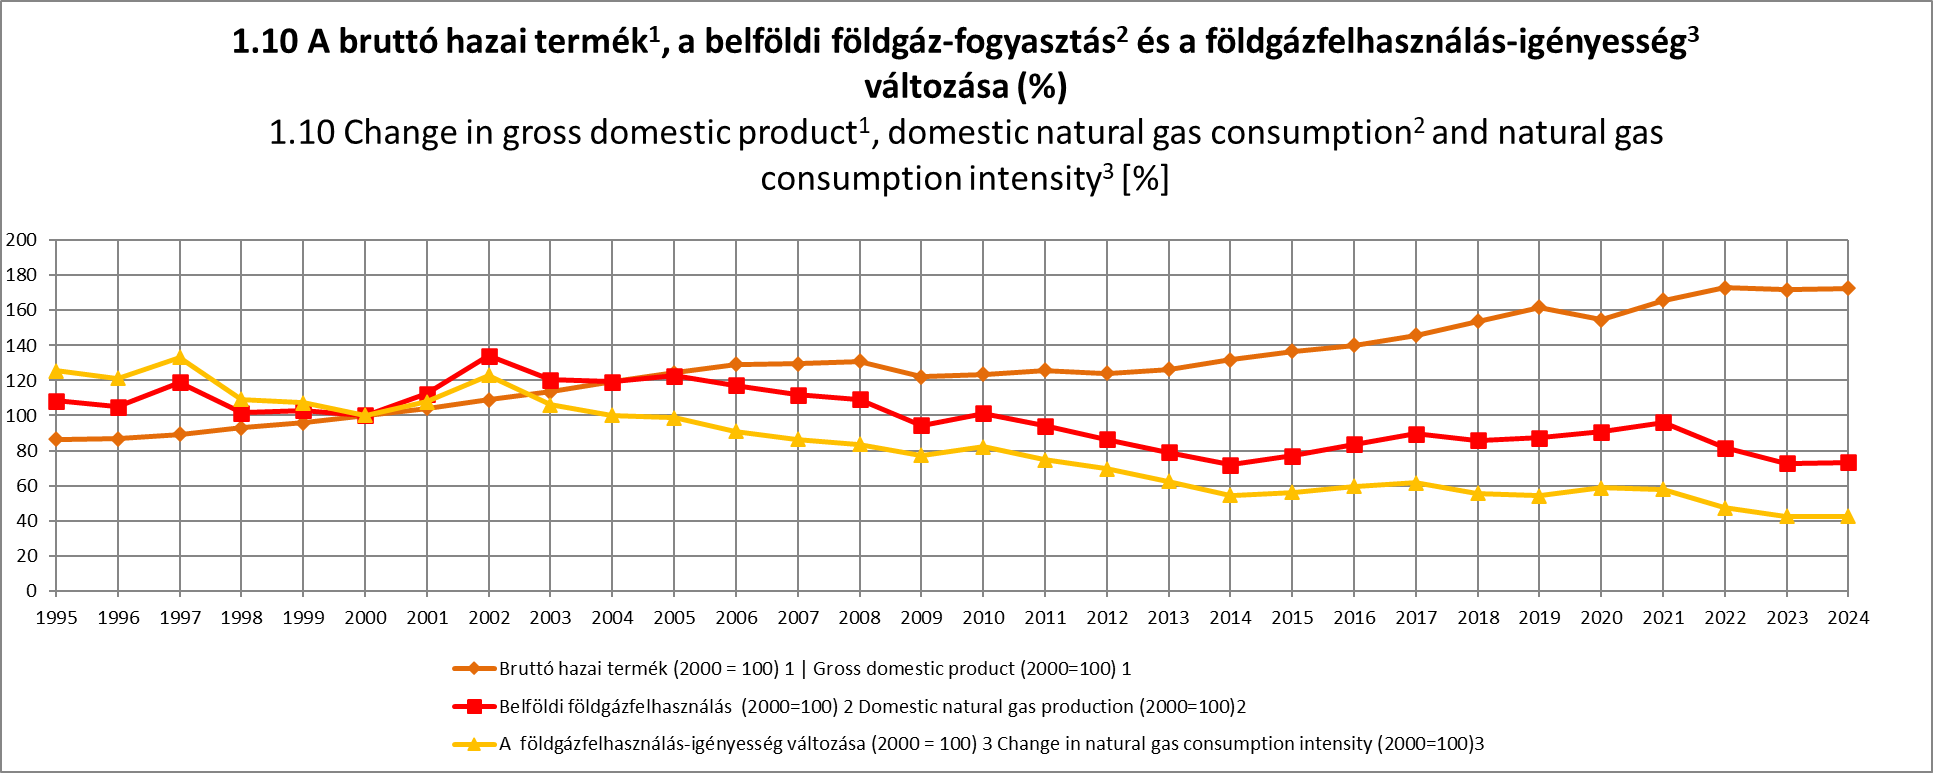 1.10 A bruttó hazai termék¹, a belföldi földgáz-fogyasztás² és a földgázfelhasználás-igényesség³
változása (%)
1.10 Change in gross domestic product¹, domestic natural gas consumption² and natural gas
consumption intensity³ [%]
200
180
160
140
120
100
80
60
40
20
0
1995 1996 1997 1998 1999 2000 2001 2002 2003 2004 2005 2006 2007 2008 2009 2010 2011 2012 2013 2014 2015 2016 2017 2018 2019 2020 2021 2022 2023 2024
Bruttó hazai termék (2000 = 100) 1 | Gross domestic product (2000=100) 1
Belföldi földgázfelhasználás (2000=100) 2 Domestic natural gas production (2000=100)2
A földgázfelhasználás-igényesség változása (2000 = 100) 3 Change in natural gas consumption intensity (2000=100)3